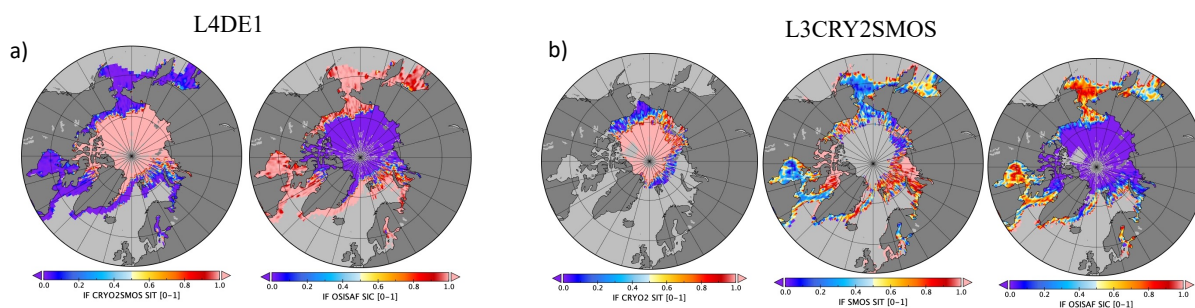 L4DE1
L3CRY2SMOS
a)
b)
0.0 0.2 0.4 0.6 0.8 1.0
IF CRYO2SMOS SIT [0-1]
0.0 0.2 0.4 0.6 0.8 1.0
IF OSISAF SIC [0-1]
0.0 0.2 0.4 0.6 0.8 1.0
IF CRYO2 SIT [0-1]
0.0 0.2 0.4 0.6 0.8 1.0
IF SMOS SIT [0-1]
0.0 0.2 0.4 0.6 0.8 1.0
IF OSISAF SIC [0-1]